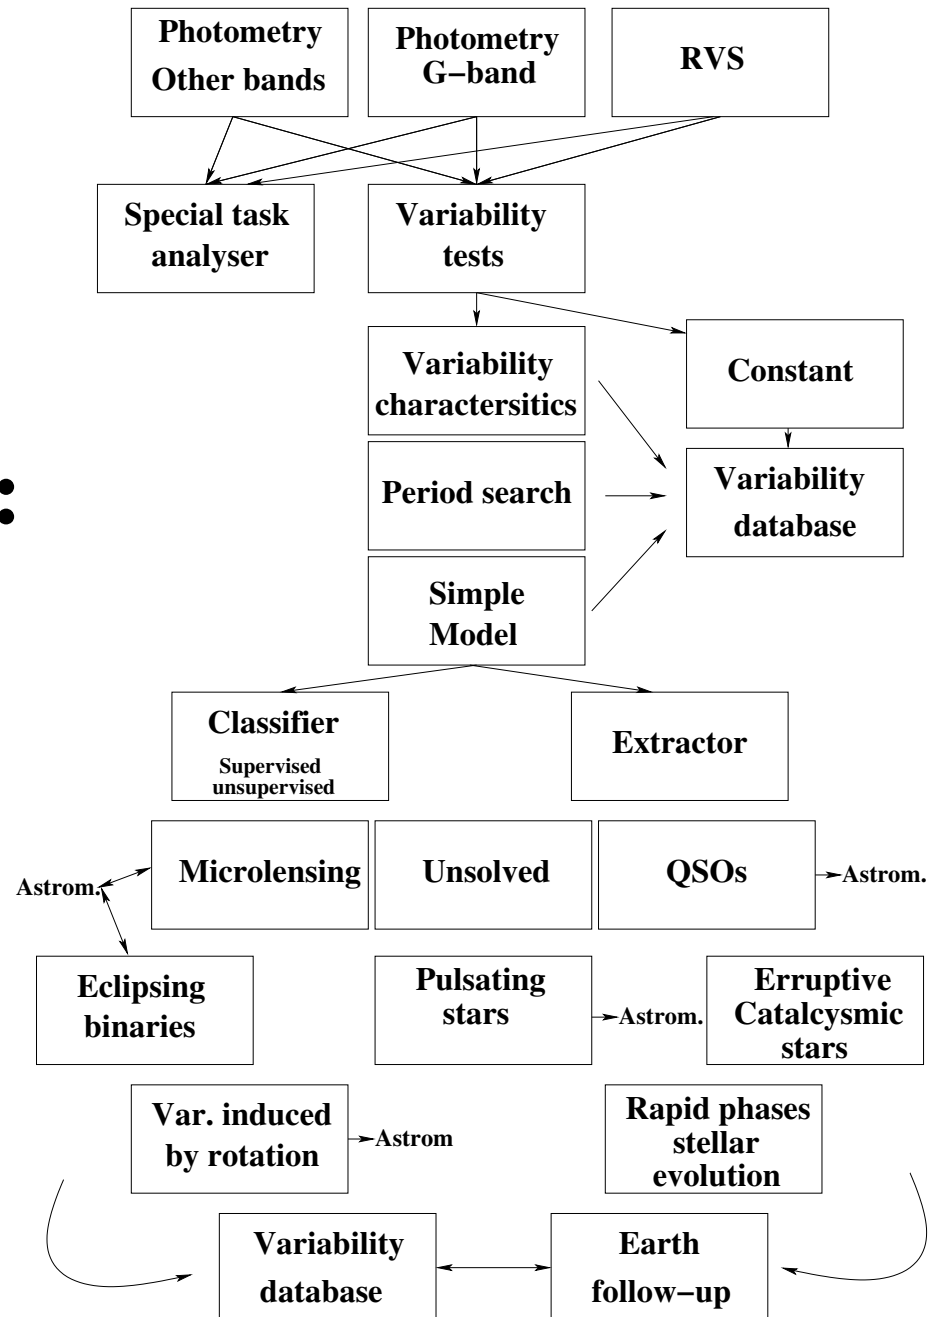 Photometry
Other bands
Photometry
G−band
RVS
Special task
analyser
Variability
tests
Variability
charactersitics
Constant
Period search
Variability
database
Simple
Model
Classifier
Supervised
unsupervised
Extractor
Microlensing
Unsolved
QSOs
Astrom.
Astrom.
Eclipsing
binaries
Pulsating
stars
Astrom.
Erruptive
Catalcysmic
stars
Var. induced
by rotation
Astrom
Rapid phases
stellar
evolution
Variability
database
Earth
follow−up